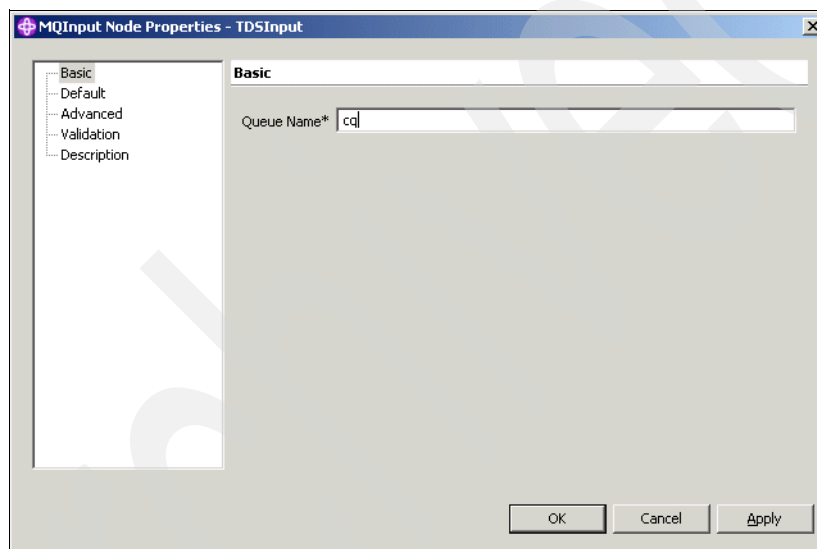 MQInput Node Properties - TDSInput
Basic
Default
Advanced
Validation
Description
Basic
Queue Name* cq
OK Cancel Apply